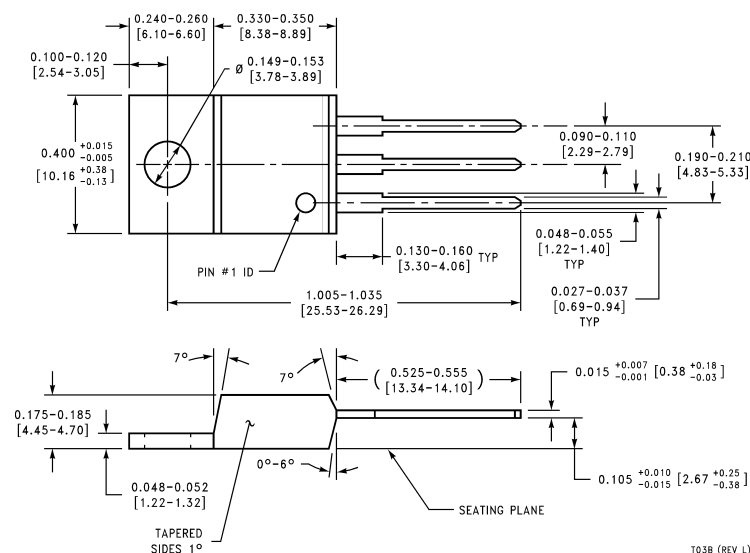 0.240-0.260
[6.10-6.60]
0.330-0.350
[8.38-8.89]
0.100-0.120
[2.54-3.05]
Ø 0.149-0.153
[3.78-3.89]
0.400 +0.015 -0.005
[10.16 +0.38 -0.13]
0.090-0.110
[2.29-2.79]
0.190-0.210
[4.83-5.33]
0.048-0.055
[1.22-1.40]
TYP
0.130-0.160 TYP
[3.30-4.06]
PIN #1 ID
0.027-0.037
[0.69-0.94]
TYP
1.005-1.035
[25.53-26.29]
7°
7°
(0.525-0.555)
[13.34-14.10]
0.015 +0.007 -0.001 [0.38 +0.18 -0.03]
0.175-0.185
[4.45-4.70]
0°-6°
0.105 +0.010 -0.015 [2.67 +0.25 -0.38]
0.048-0.052
[1.22-1.32]
SEATING PLANE
TAPERED
SIDES 1°
T03B (REV L)